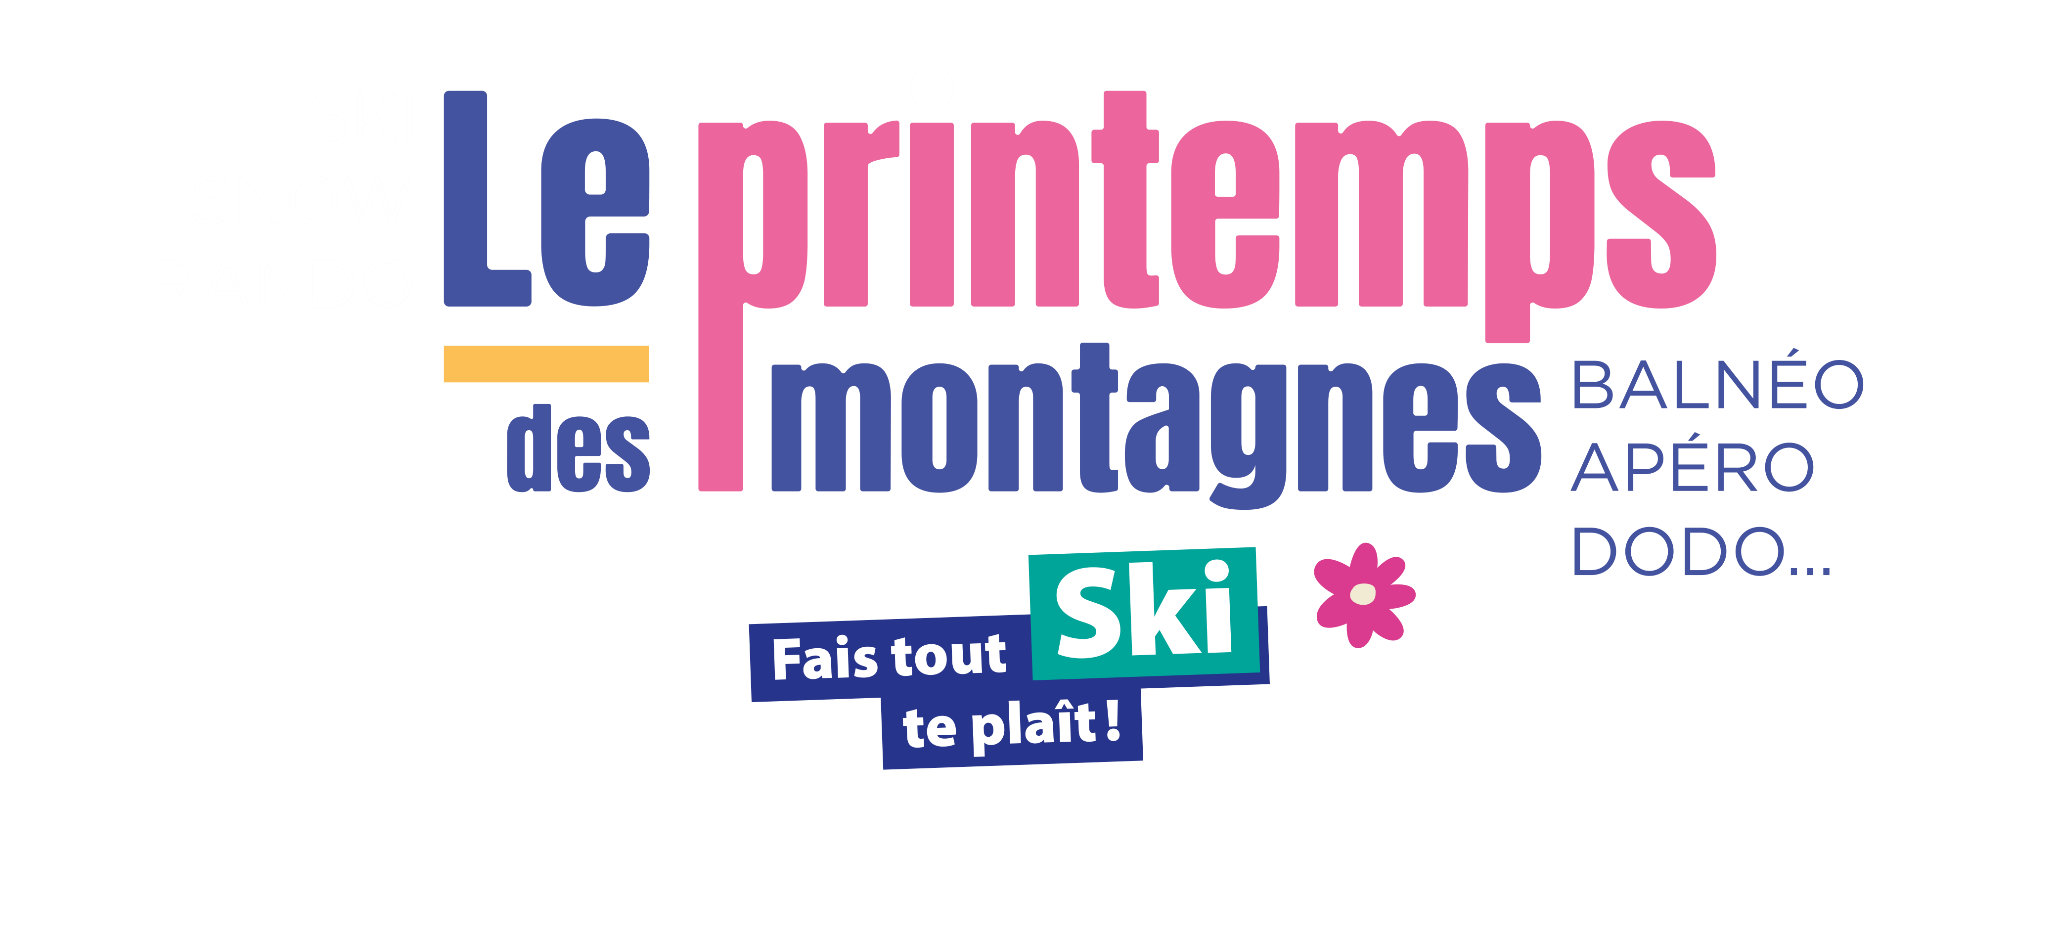 Le printemps
des montagnes
BALNÉO
APÉRO
DODO...
Fais tout Ski
te plaît !